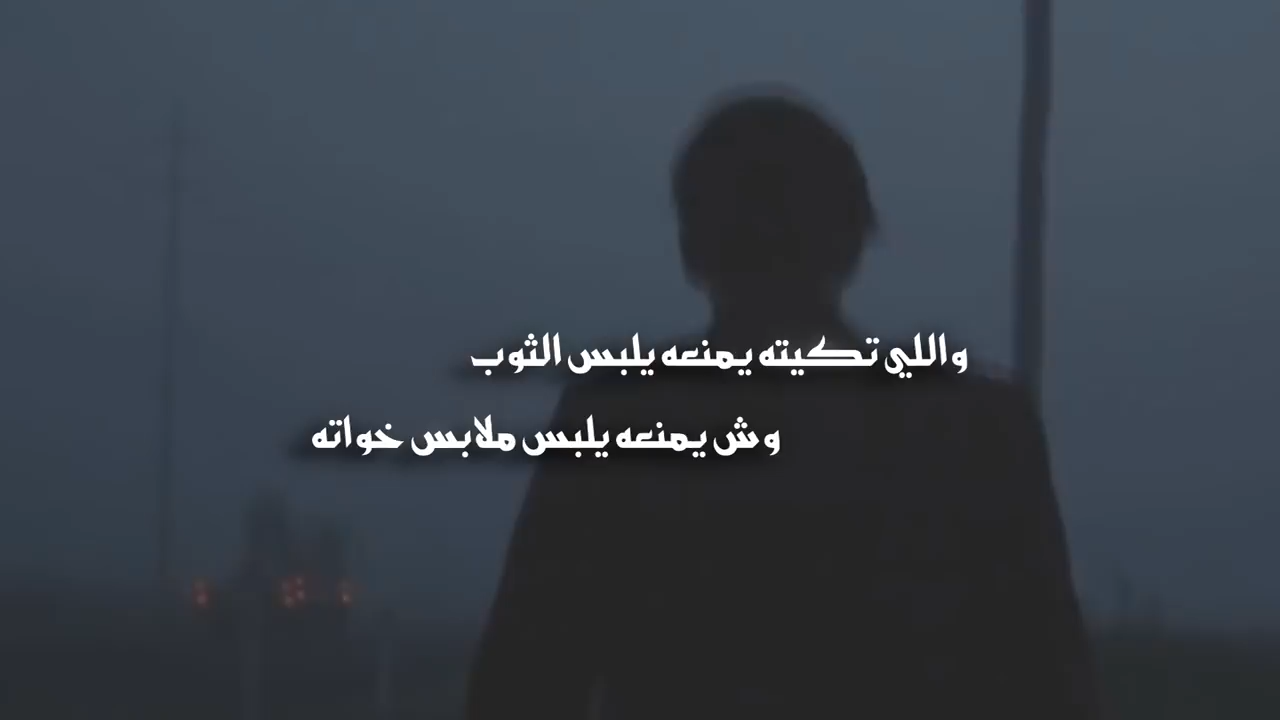 واللي تكيته يمنعه يلبس الثوب
وش يمنعه يلبس ملابس خواته